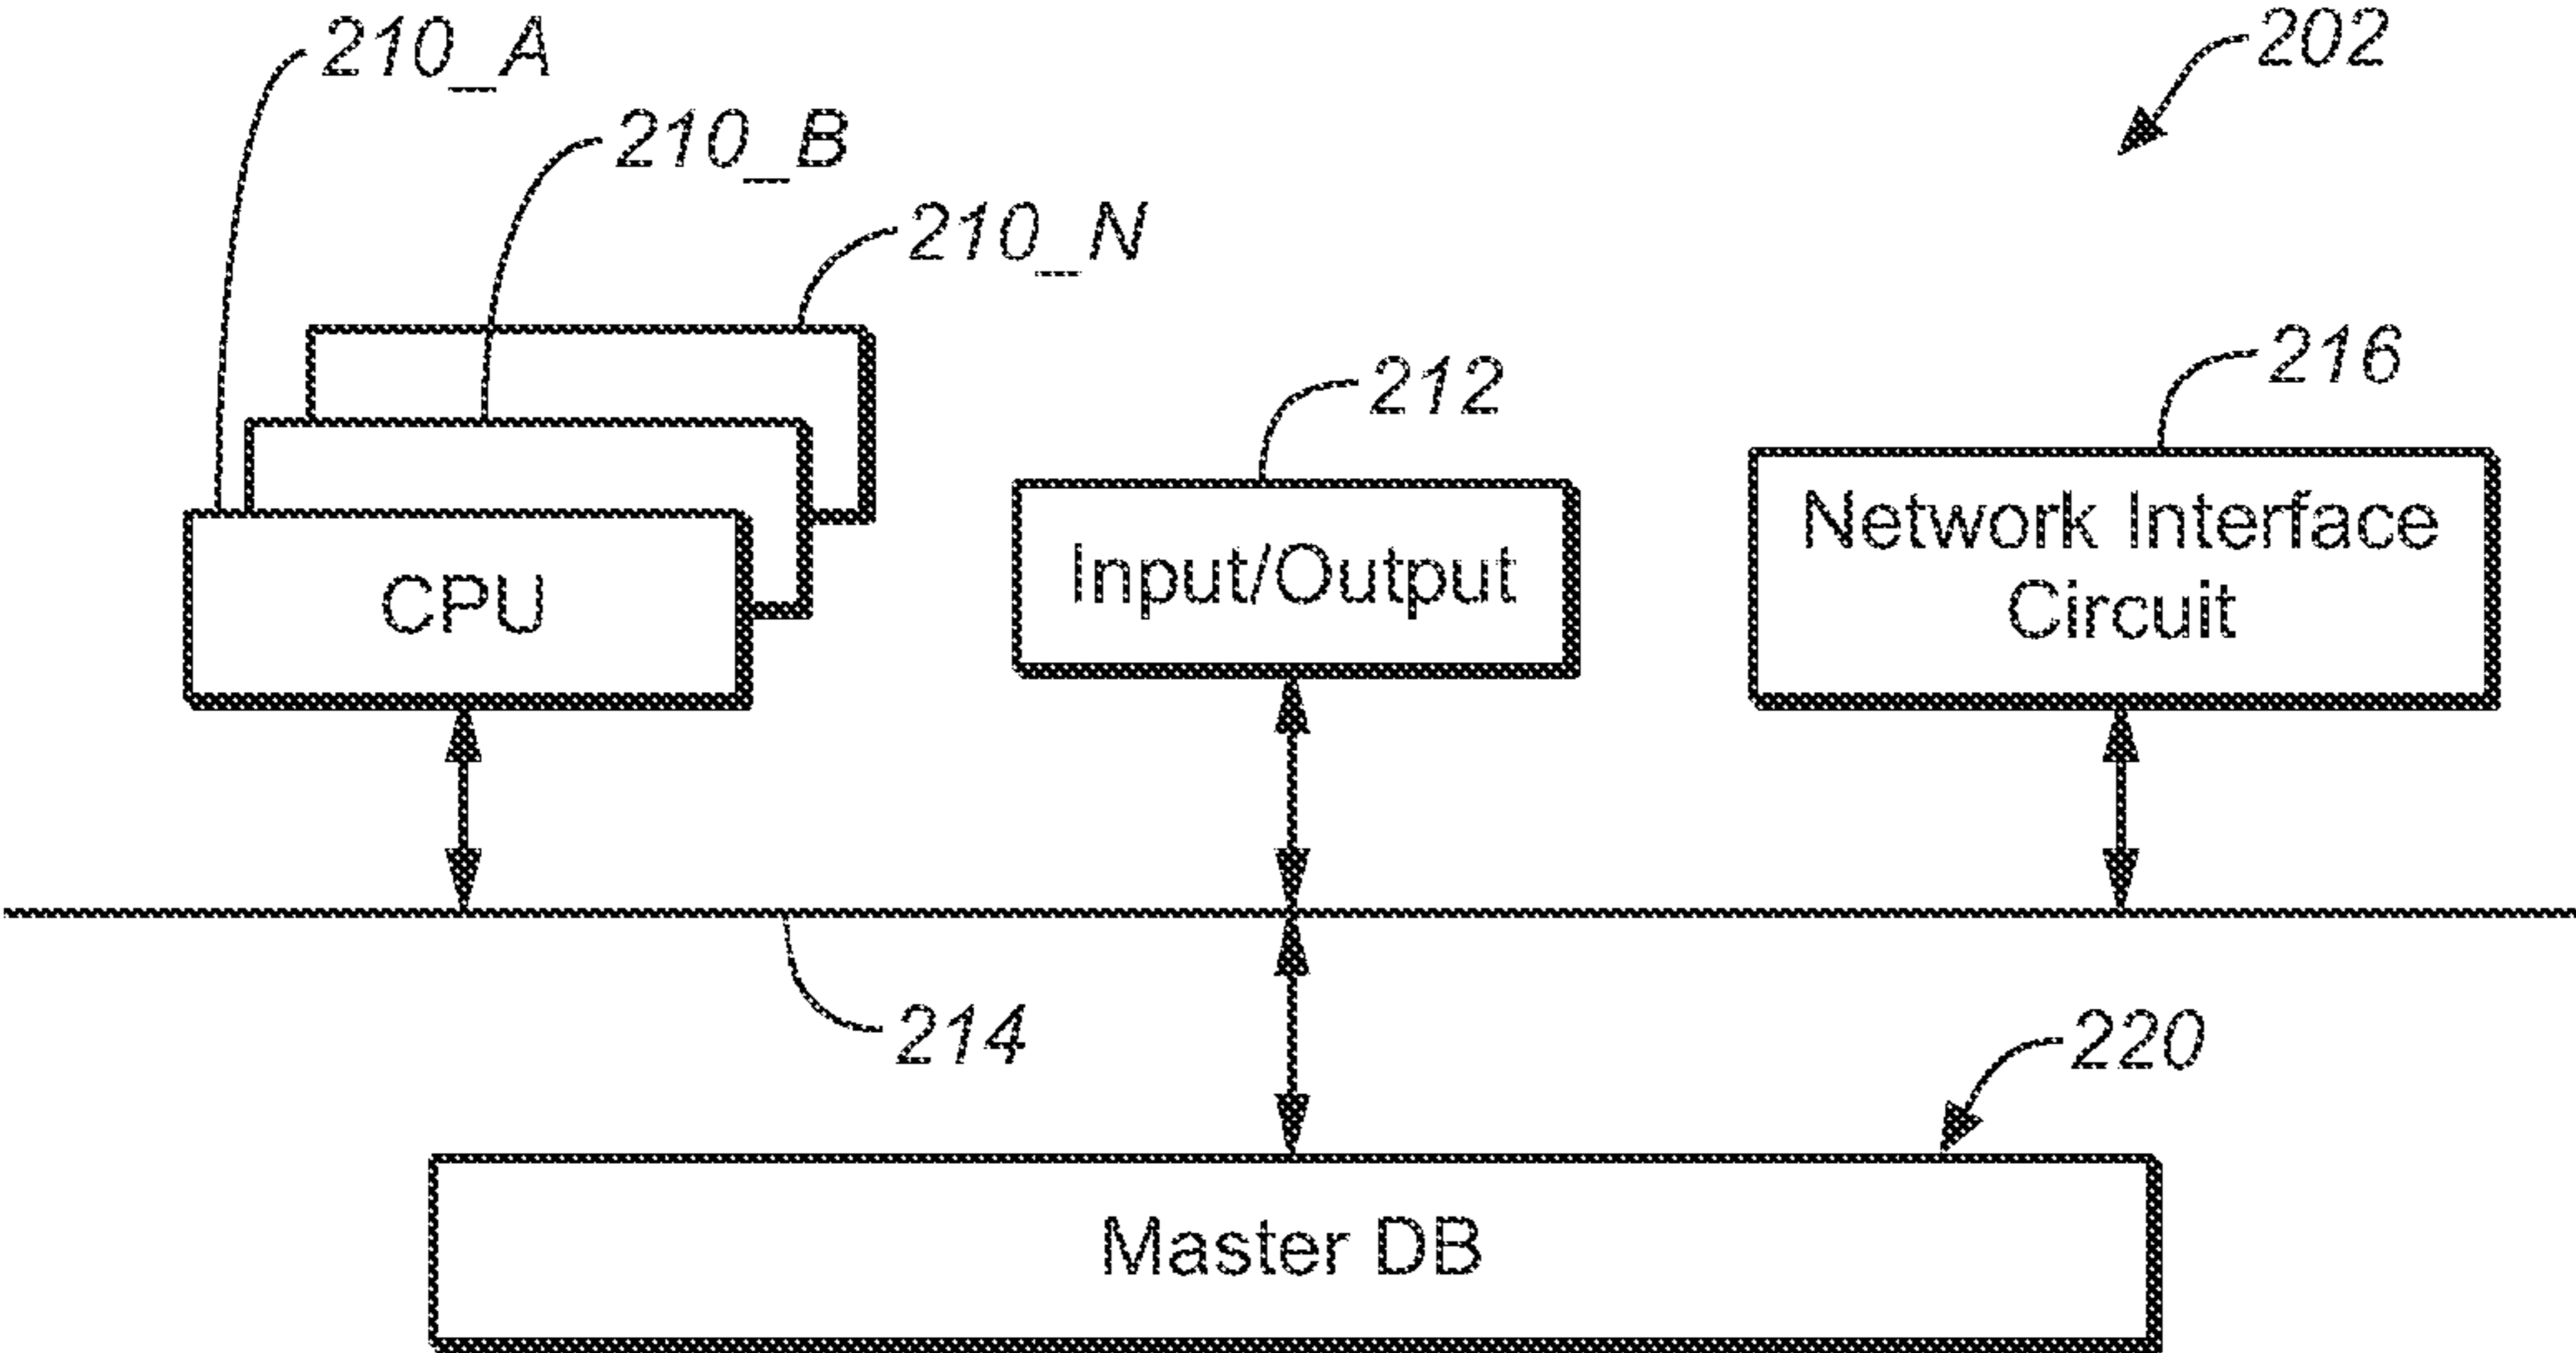 210_A
202
210_B
210_N
212
216
CPU
Input/Output
Network Interface
Circuit
214
220
Master DB